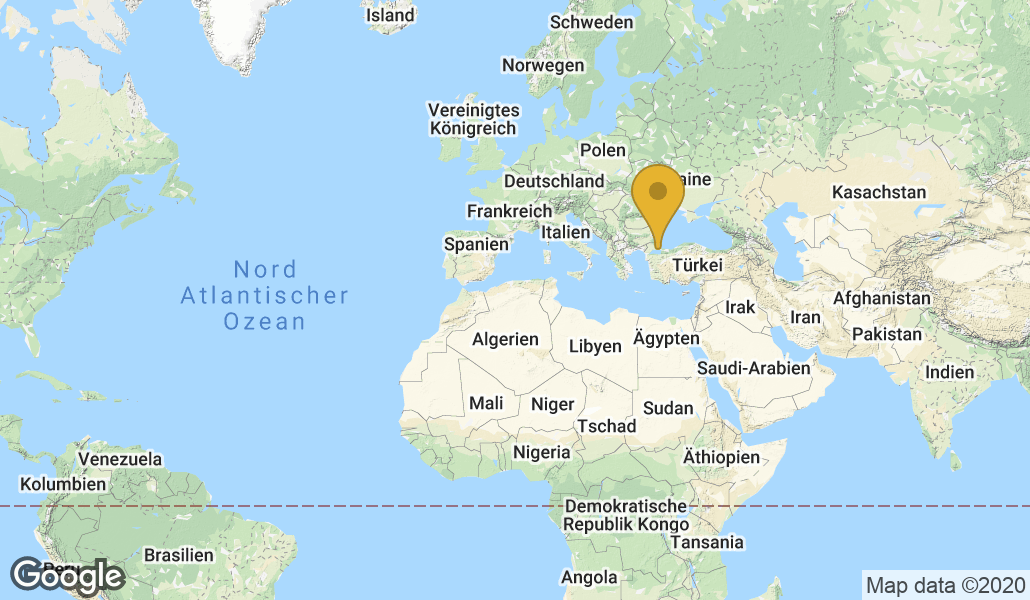 Island
Schweden
Norwegen
Vereinigtes
Königreich
Polen
Deutschland
aine
Kasachstan
Frankreich
Italien
Spanien
Türkei
Nord
Atlantischer
Ozean
Afghanistan
Irak
Iran
Pakistan
Algerien
Libyen
Ägypten
Saudi-Arabien
Indien
Mali
Niger
Sudan
Tschad
Nigeria
Äthiopien
Venezuela
Kolumbien
Demokratische
Republik Kongo
Tansania
Brasilien
Peru
Angola
Google
Map data ©2020